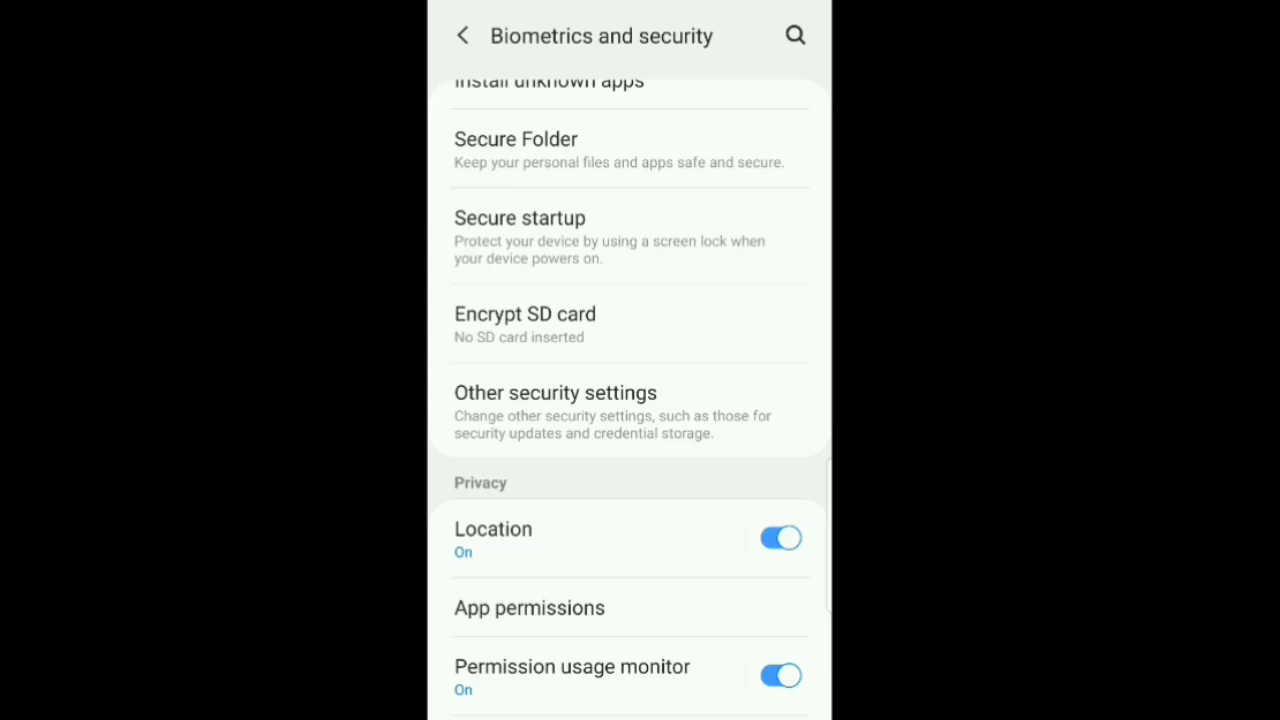 Biometrics and security
Install unknown apps
Secure Folder
Keep your personal files and apps safe and secure.
Secure startup
Protect your device by using a screen lock when
your device powers on.
Encrypt SD card
No SD card inserted
Other security settings
Change other security settings, such as those for
security updates and credential storage.
Privacy
Location
On
App permissions
Permission usage monitor
On